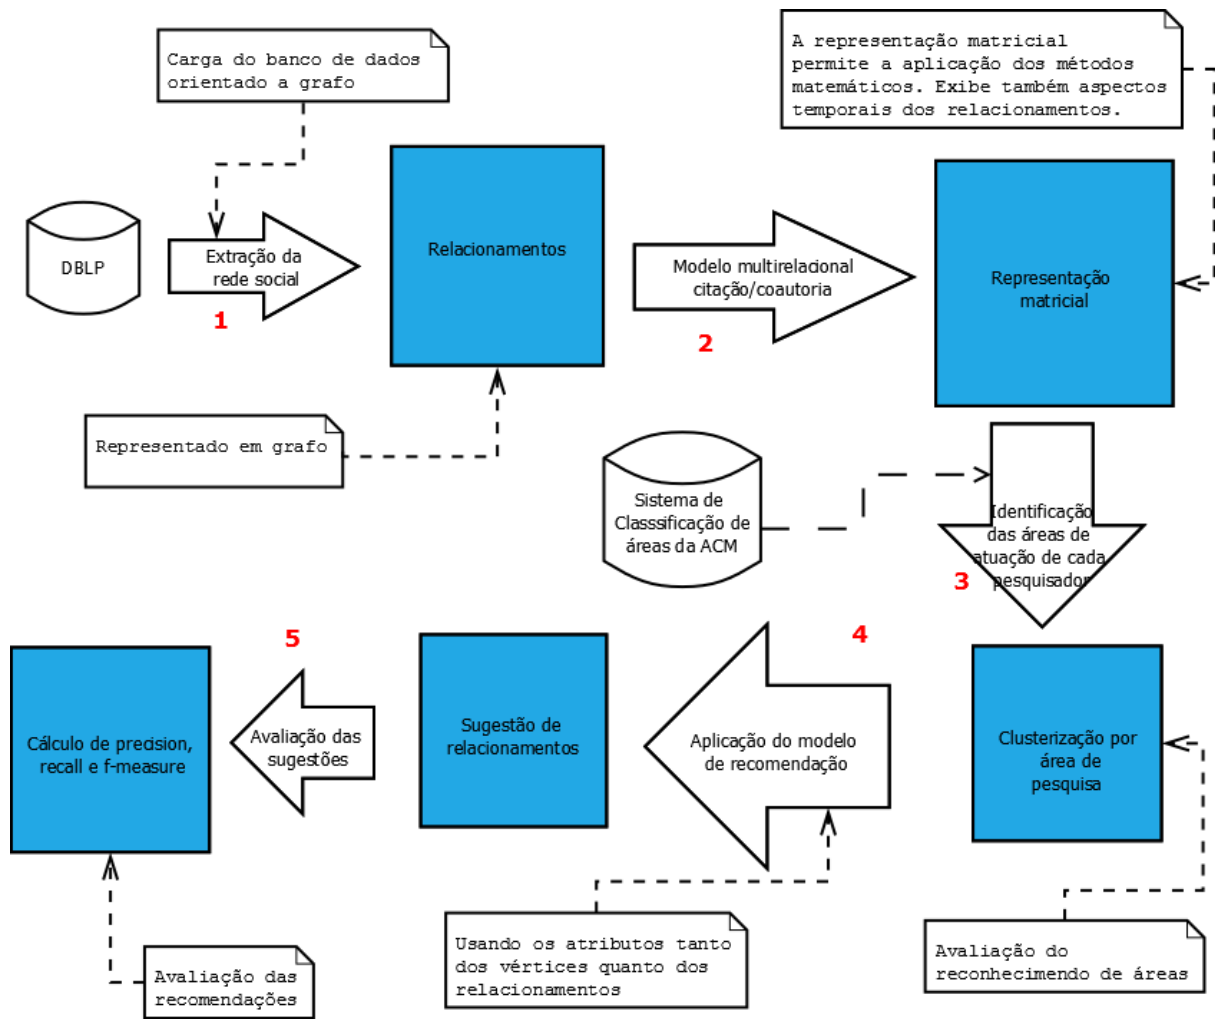 Carga do banco de dados
orientado a grafo
A representação matricial
permite a aplicação dos métodos
matemáticos. Exibe também aspectos
temporais dos relacionamentos.
DBLP
Extração da
rede social
1
Relacionamentos
Modelo multirelacional
citação/coautoria
2
Representação
matricial
Representado em grafo
Sistema de
Classsificação de
áreas da ACM
Identificação
das áreas de
atuação de cada
pesquisador
3
4
5
Cálculo de precision,
recall e f-measure
Avaliação das
sugestões
Sugestão de
relacionamentos
Aplicação do modelo
de recomendação
Clusterização por
área de
pesquisa
Avaliação das
recomendações
Usando os atributos tanto
dos vértices quanto dos
relacionamentos
Avaliação do
reconhecimendo de áreas